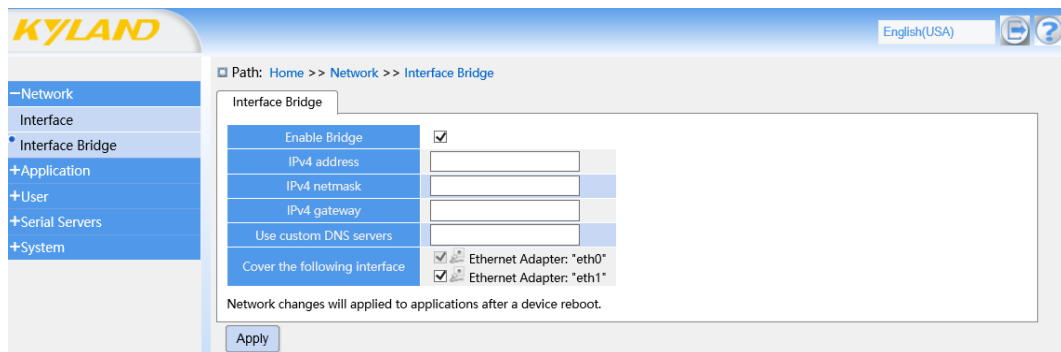 KYLAND
English(USA)
Path: Home >> Network >> Interface Bridge
−Network
Interface
Interface Bridge
+Application
+User
+Serial Servers
+System
Interface Bridge
Enable Bridge
IPv4 address
IPv4 netmask
IPv4 gateway
Use custom DNS servers
Cover the following interface
Ethernet Adapter: "eth0"
Ethernet Adapter: "eth1"
Network changes will applied to applications after a device reboot.
Apply